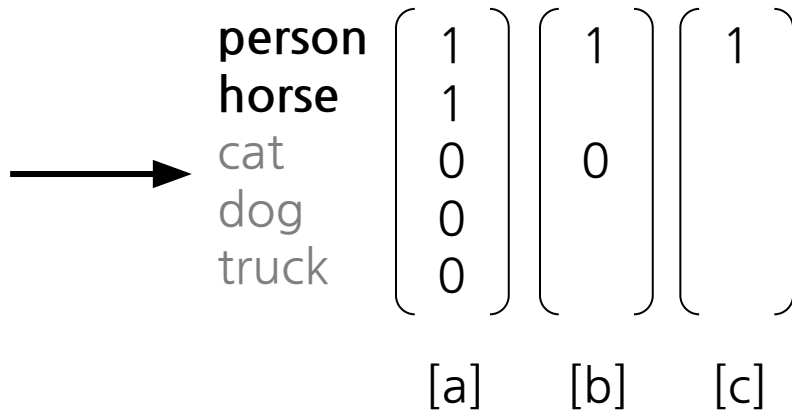 person 1 1 1
horse 1
cat 0 0
dog 0
truck 0
[a] [b] [c]